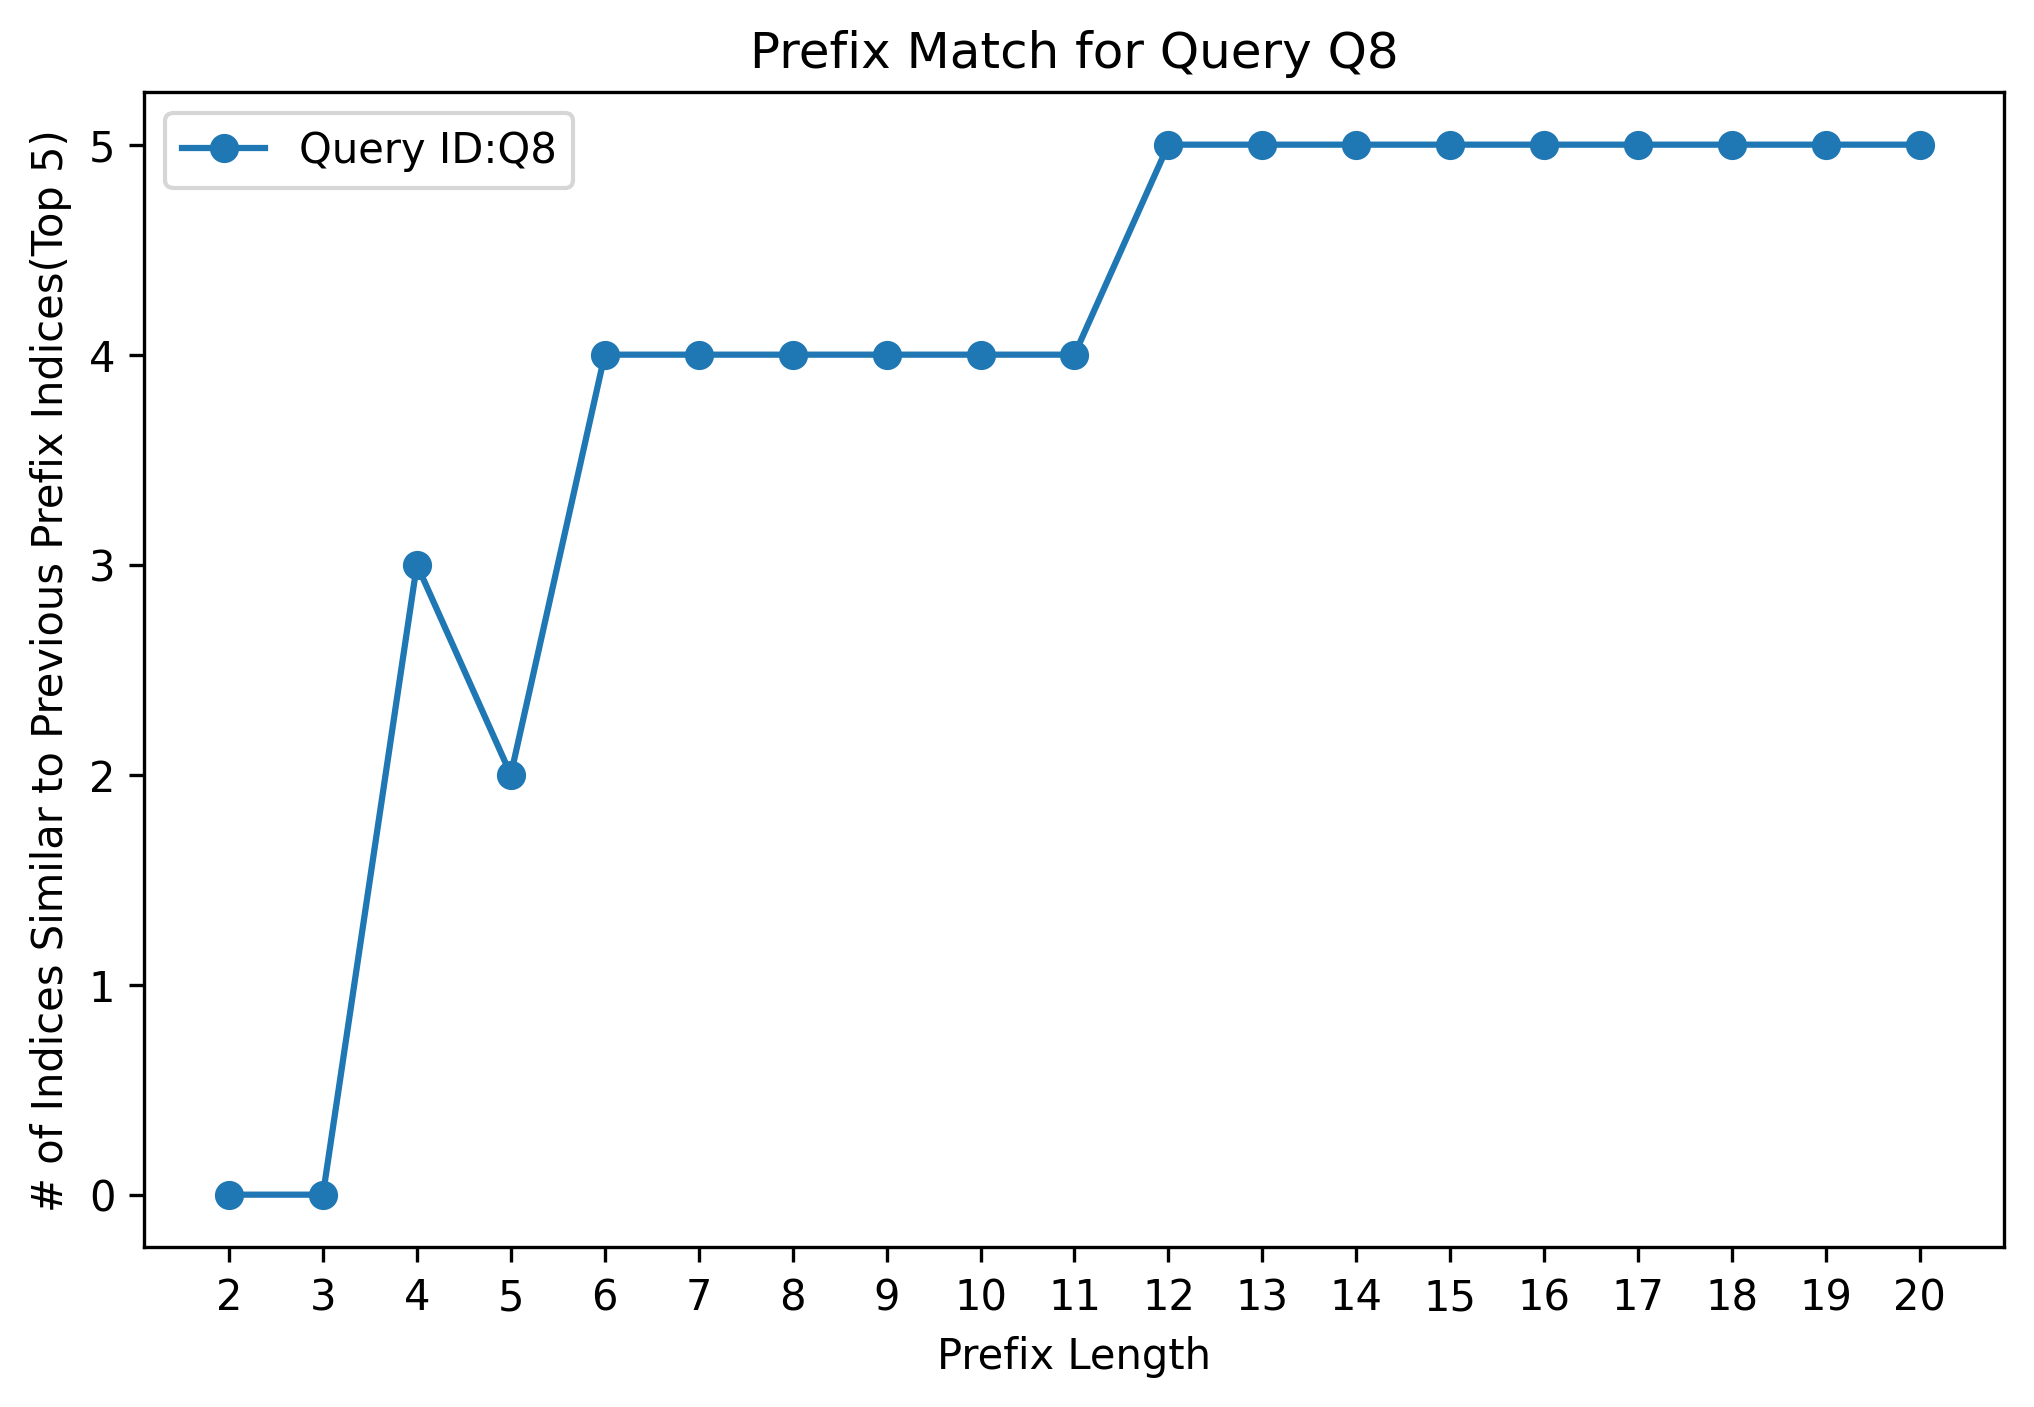 Prefix Match for Query Q8
Query ID:Q8
# of Indices Similar to Previous Prefix Indices(Top 5)
5
4
3
2
1
0
2 3 4 5 6 7 8 9 10 11 12 13 14 15 16 17 18 19 20
Prefix Length